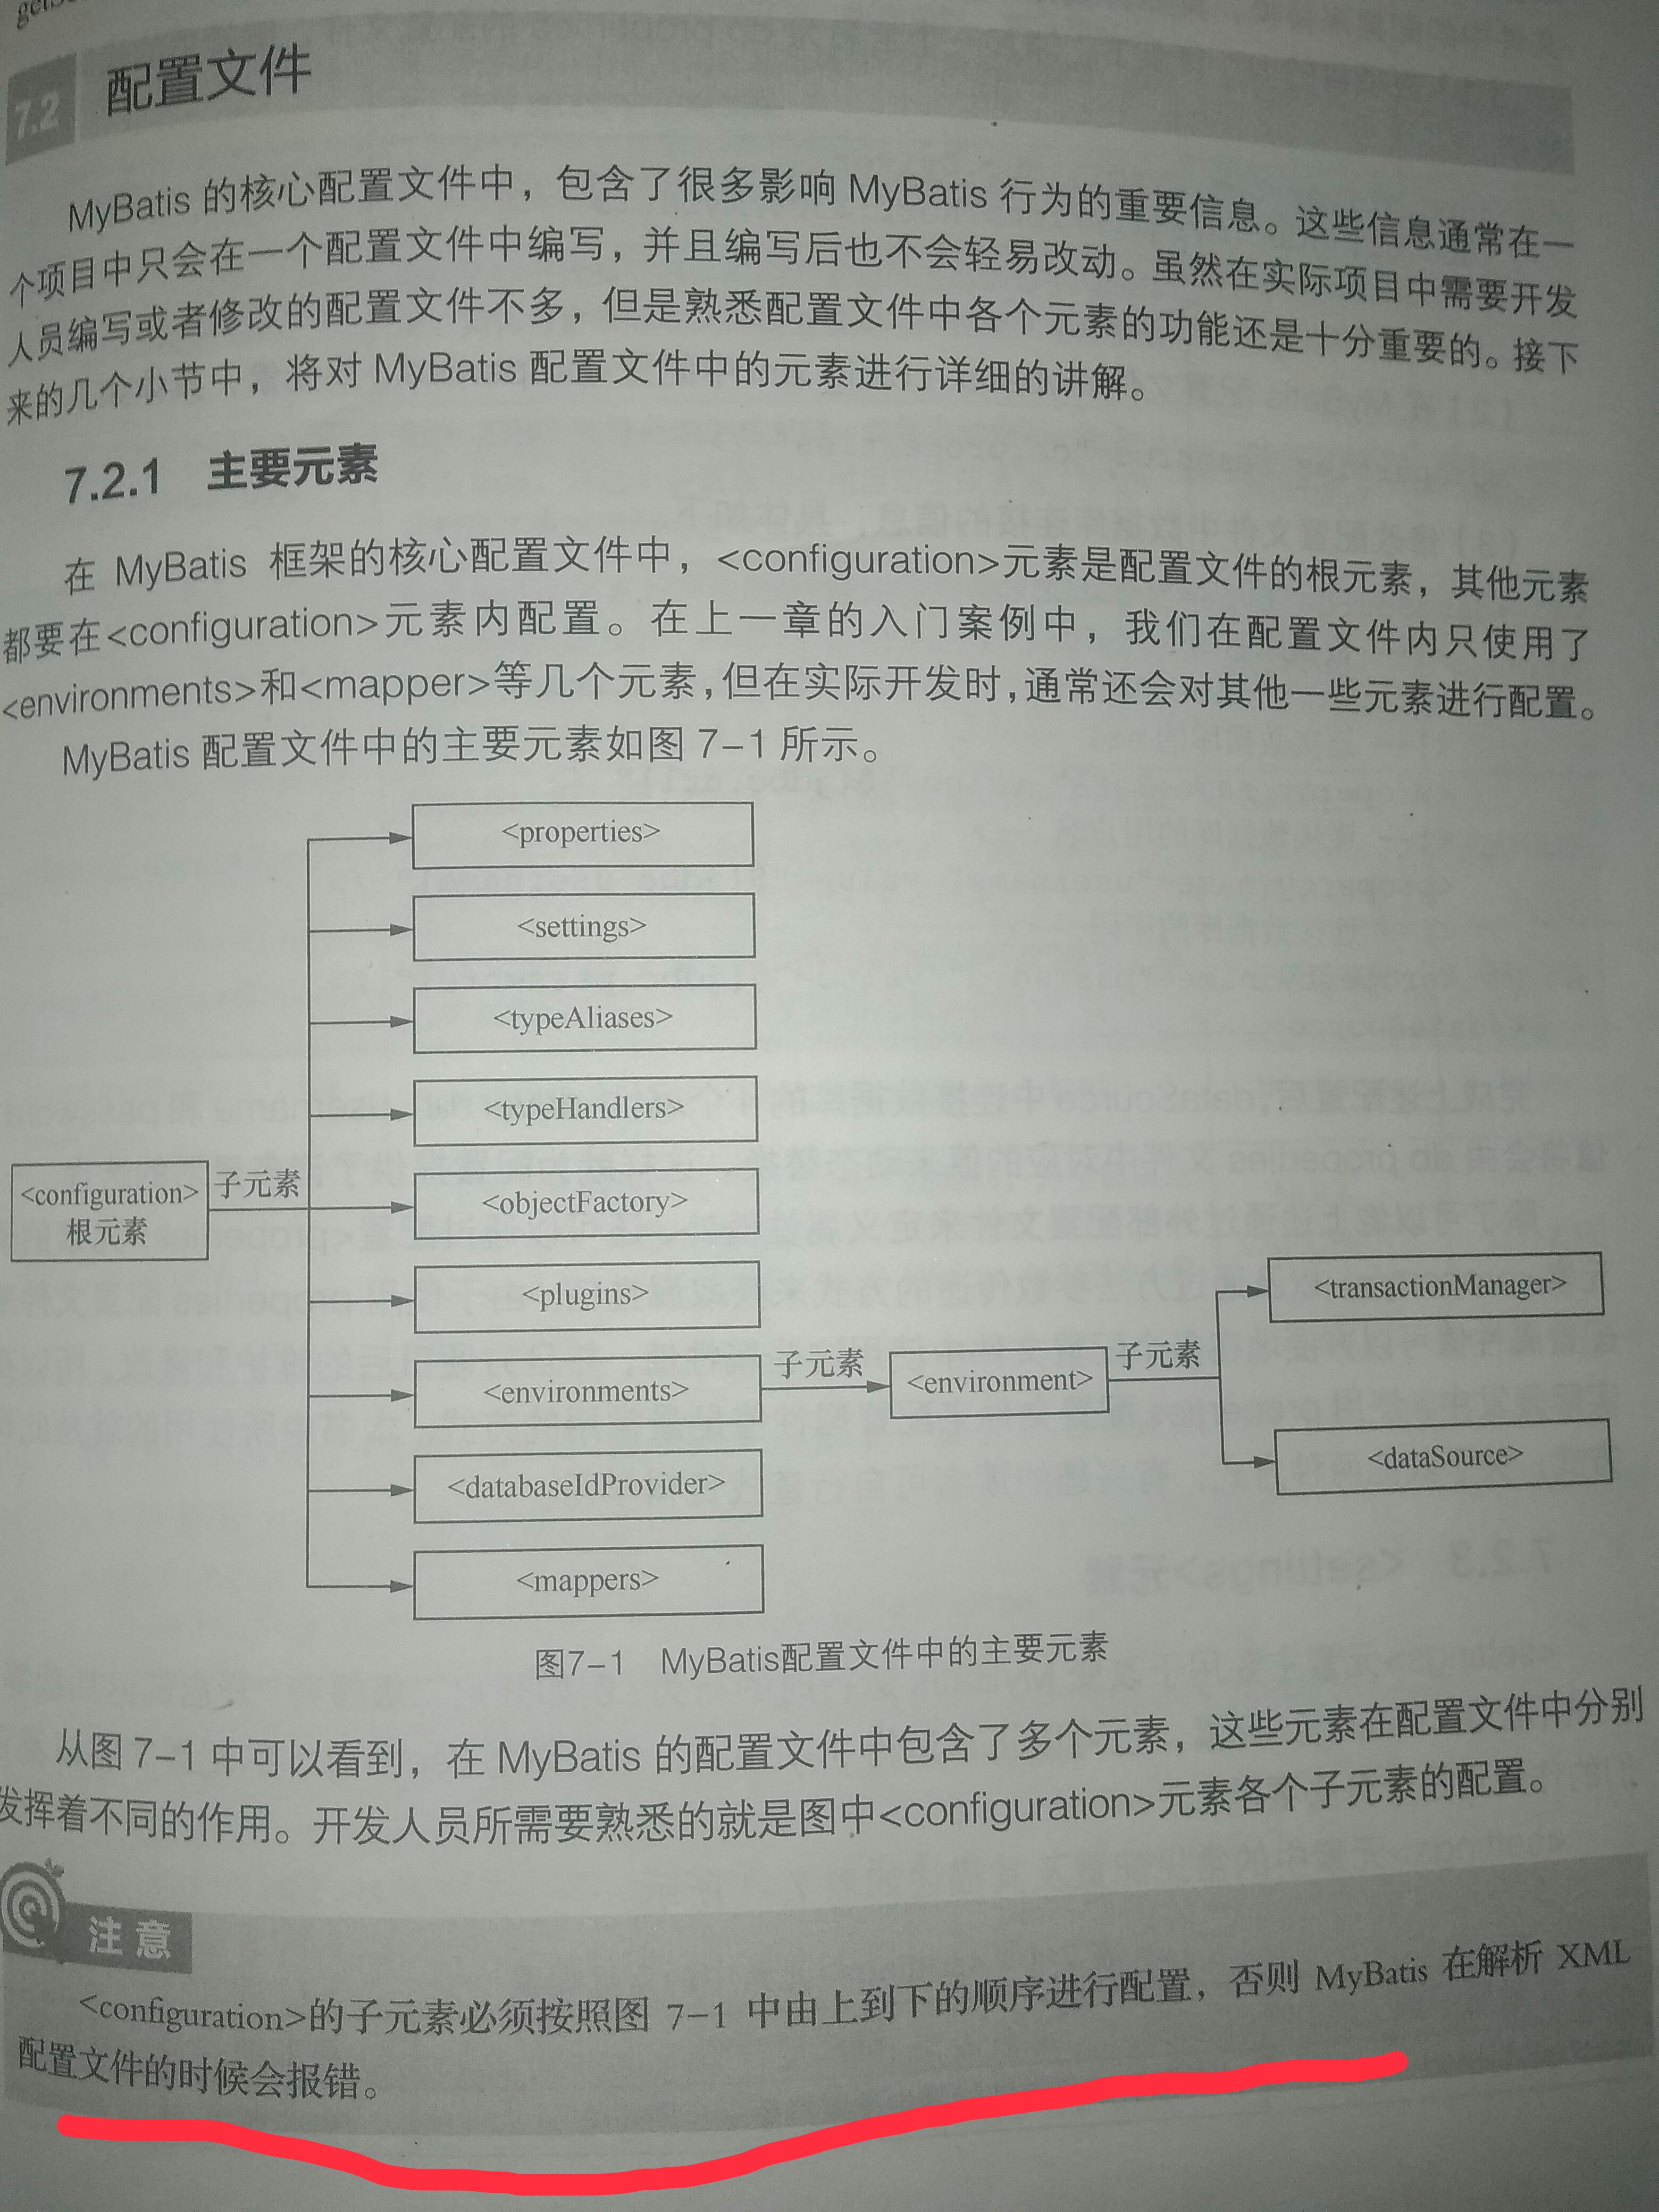 7.2 配置文件
MyBatis 的核心配置文件中，包含了很多影响 MyBatis 行为的重要信息。这些信息通常在一
个项目中只会在一个配置文件中编写，并且编写后也不会轻易改动。虽然在实际项目中需要开发
人员编写或者修改的配置文件不多，但是熟悉配置文件中各个元素的功能还是十分重要的。接下
来的几个小节中，将对 MyBatis 配置文件中的元素进行详细的讲解。
7.2.1 主要元素
在 MyBatis 框架的核心配置文件中，<configuration>元素是配置文件的根元素，其他元素
都要在<configuration>元素内配置。在上一章的入门案例中，我们在配置文件内只使用了
<environments>和<mapper>等几个元素，但在实际开发时，通常还会对其他一些元素进行配置。
MyBatis 配置文件中的主要元素如图 7-1 所示。
<properties>
<settings>
<typeAliases>
<typeHandlers>
<configuration>
根元素
子元素
<objectFactory>
<plugins>
<environments>
子元素
<environment>
子元素
<transactionManager>
<dataSource>
<databaseIdProvider>
<mappers>
图7-1 MyBatis配置文件中的主要元素
从图 7-1 中可以看到，在 MyBatis 的配置文件中包含了多个元素，这些元素在配置文件中分别
发挥着不同的作用。开发人员所需要熟悉的就是图中<configuration>元素各个子元素的配置。
注意
<configuration>的子元素必须按照图 7-1 中由上到下的顺序进行配置，否则 MyBatis 在解析 XML
配置文件的时候会报错。